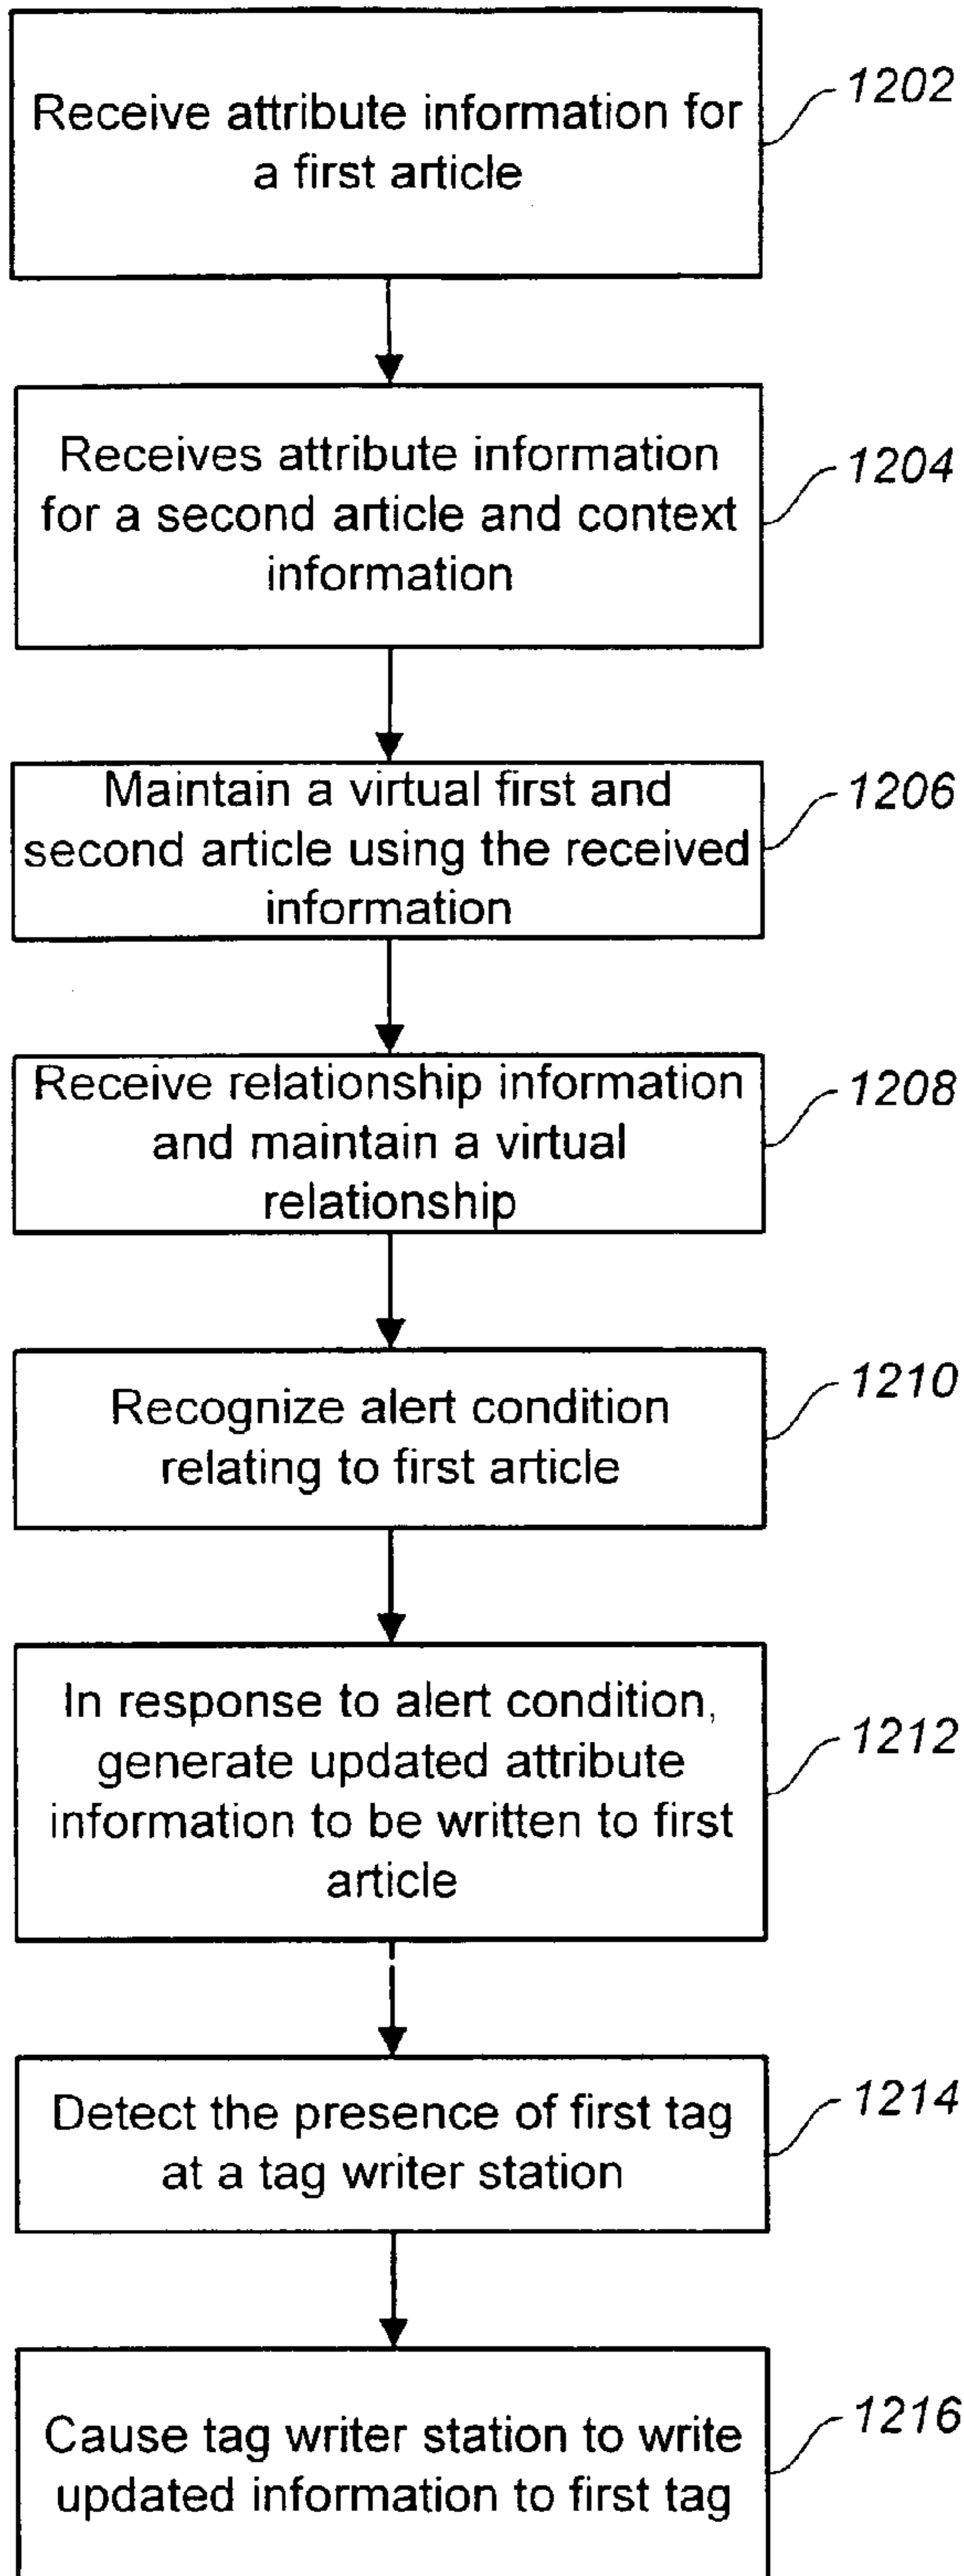 Receive attribute information for
a first article
1202
Receives attribute information
for a second article and context
information
1204
Maintain a virtual first and
second article using the received
information
1206
Receive relationship information
and maintain a virtual
relationship
1208
Recognize alert condition
relating to first article
1210
In response to alert condition,
generate updated attribute
information to be written to first
article
1212
Detect the presence of first tag
at a tag writer station
1214
Cause tag writer station to write
updated information to first tag
1216